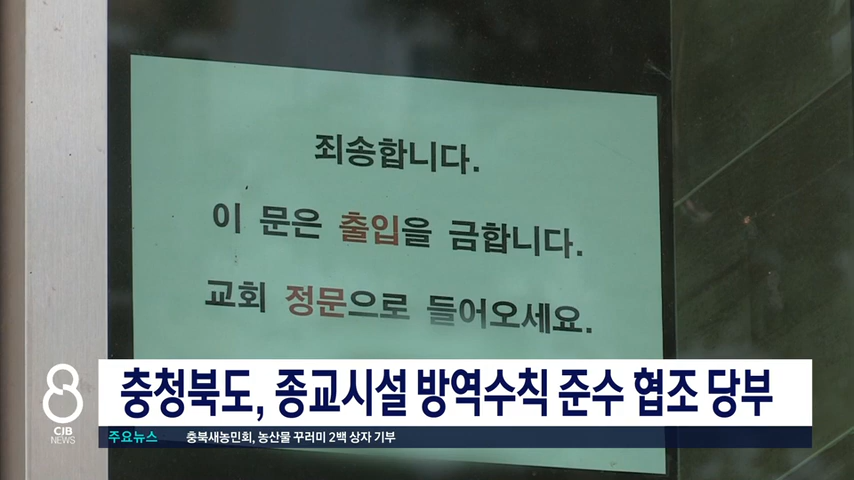 죄송합니다.
이 문은 출입을 금합니다.
교회 정문으로 들어오세요.
충청북도, 종교시설 방역수칙 준수 협조 당부
8
CJB
NEWS
주요뉴스 충북새농민회, 농산물 꾸러미 2백 상자 기부